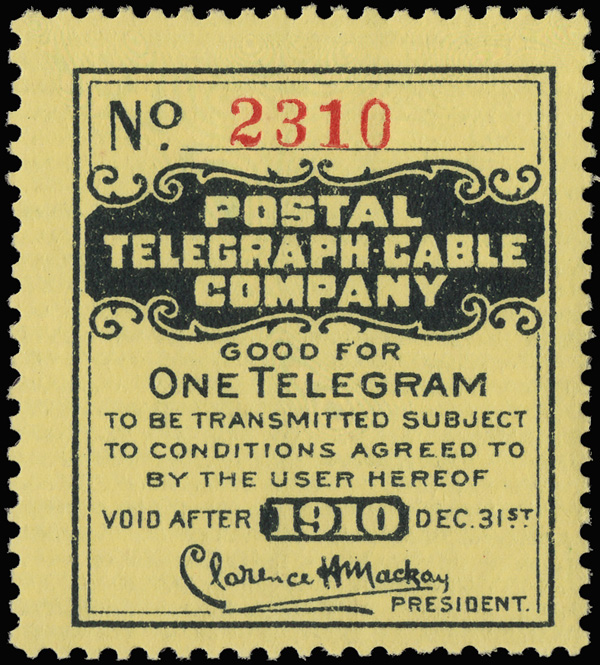 No. 2310
POSTAL
TELEGRAPH-CABLE
COMPANY
GOOD FOR
ONE TELEGRAM
TO BE TRANSMITTED SUBJECT
TO CONDITIONS AGREED TO
BY THE USER HEREOF
VOID AFTER 1910 DEC. 31ST
Clarence H Mackay
PRESIDENT.